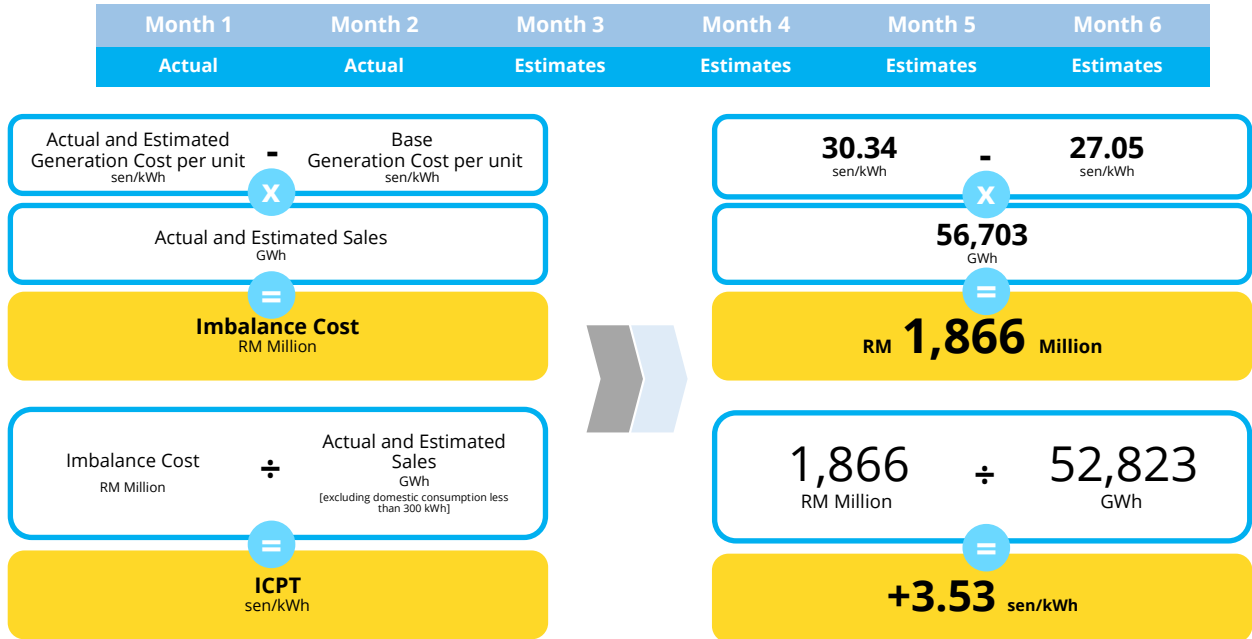 Month 1 Month 2 Month 3 Month 4 Month 5 Month 6
Actual Actual Estimates Estimates Estimates Estimates
Actual and Estimated
Generation Cost per unit
sen/kWh
-
Base
Generation Cost per unit
sen/kWh
x
Actual and Estimated Sales
GWh
=
Imbalance Cost
RM Million
Imbalance Cost
RM Million
÷
Actual and Estimated
Sales
GWh
[excluding domestic consumption less
than 300 kWh]
=
ICPT
sen/kWh
30.34
sen/kWh
-
27.05
sen/kWh
x
56,703
GWh
=
RM 1,866 Million
1,866
RM Million
÷
52,823
GWh
=
+3.53 sen/kWh